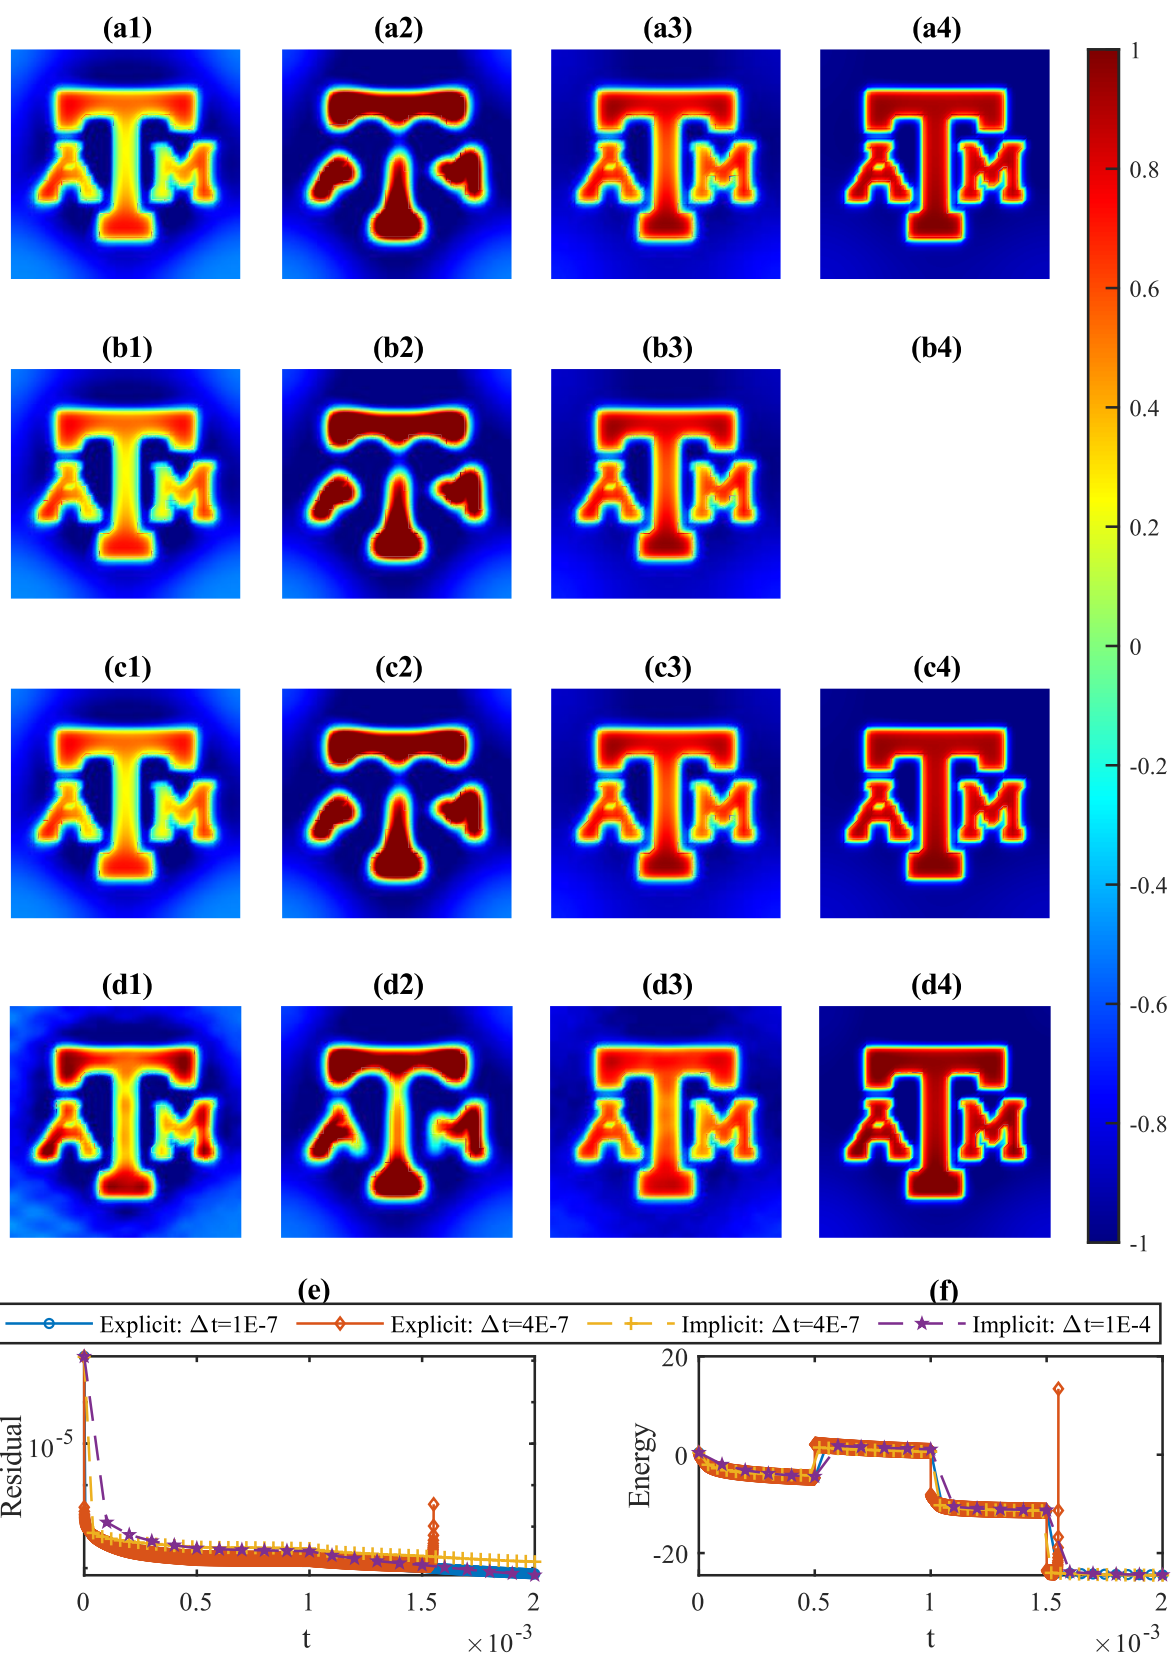 (a1) (a2) (a3) (a4)
1
0.8
0.6
A T M
A T M
A T M
(b1) (b2) (b3) (b4)
0.4
0.2
A T M
A T M
(c1) (c2) (c3) (c4)
0
-0.2
-0.4
A T M
A T M
A T M
(d1) (d2) (d3) (d4)
-0.6
-0.8
-1
A T M
A T M
A T M
(e) (f)
Explicit: Δt=1E-7 Explicit: Δt=4E-7 Implicit: Δt=4E-7 Implicit: Δt=1E-4
Residual
10-5
0 0.5 1 1.5 2
t ×10-3
Energy
20
0
-20
0 0.5 1 1.5 2
t ×10-3